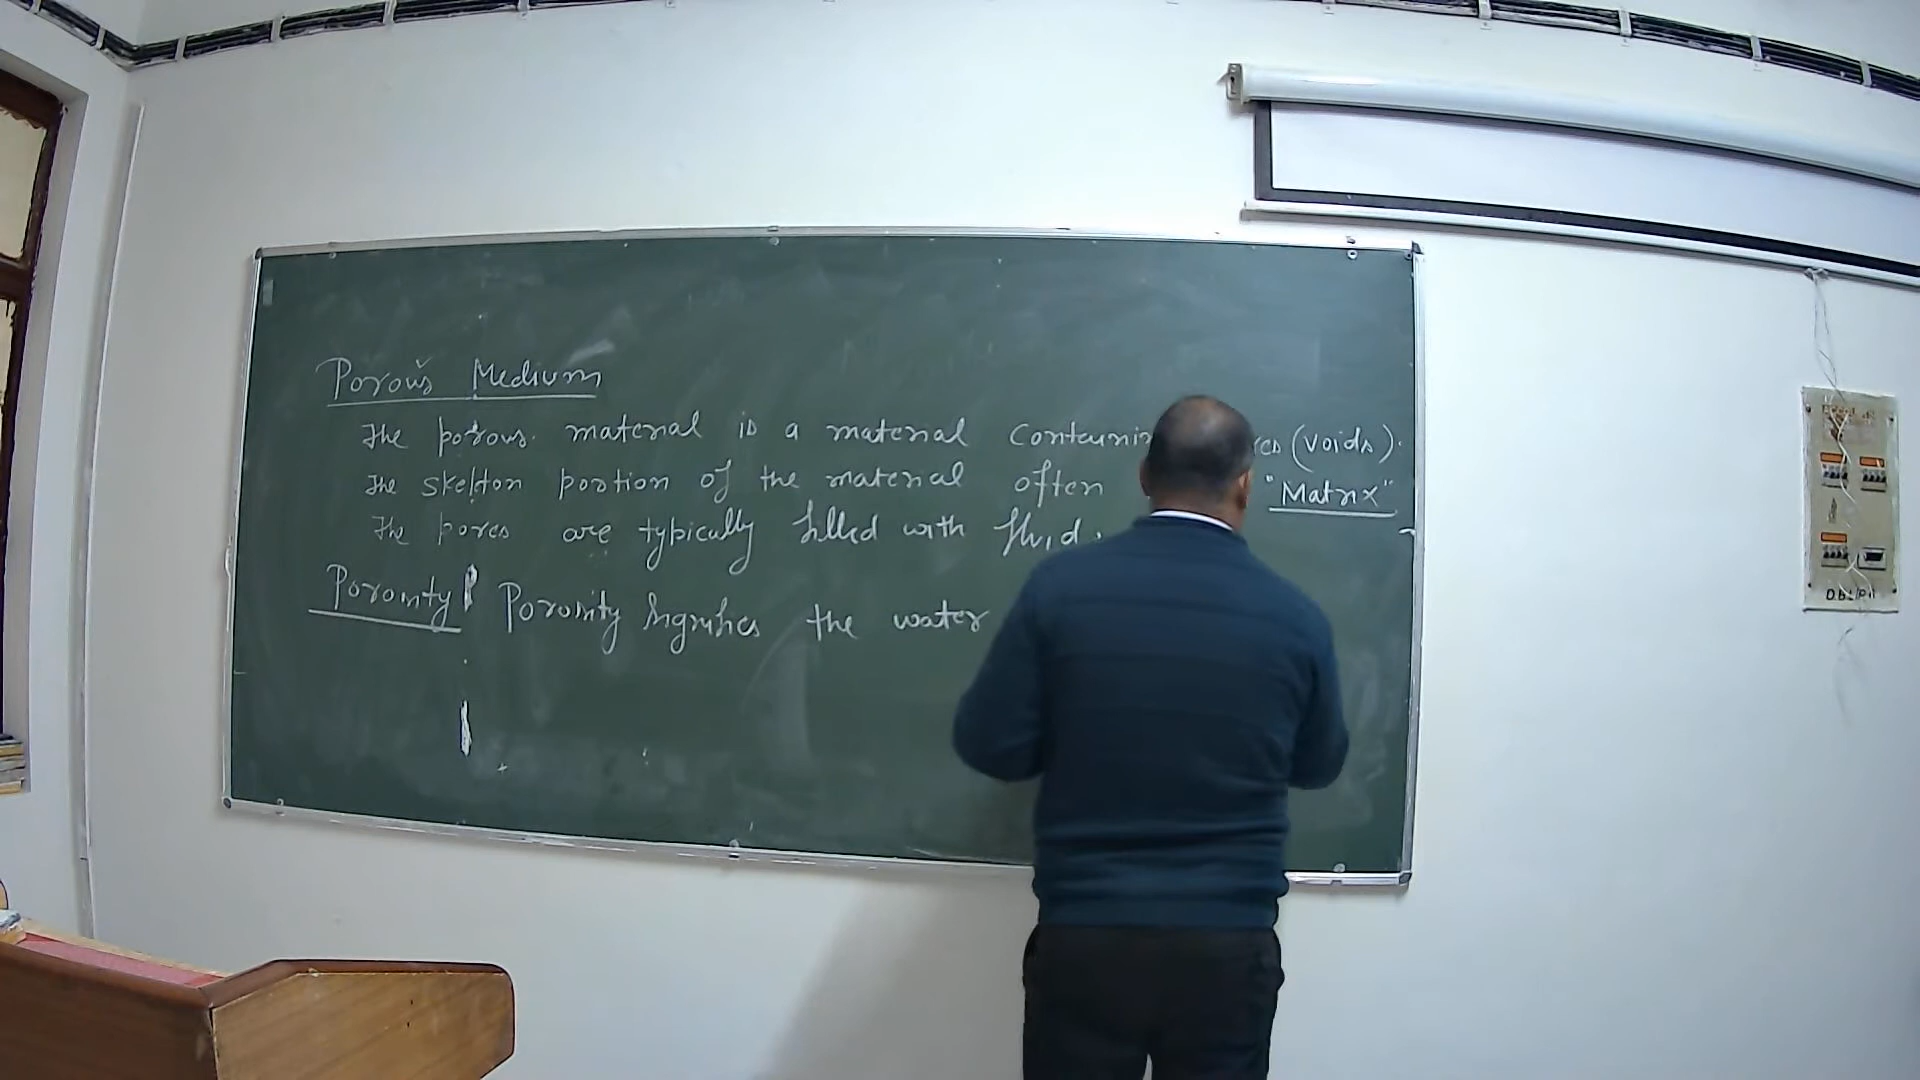 Porous Medium
The porous material is a material (voids).
The skelton portion of the material often "Matrix"
The pores are typically filled with fluid.
Porosity Porosity signifies the water